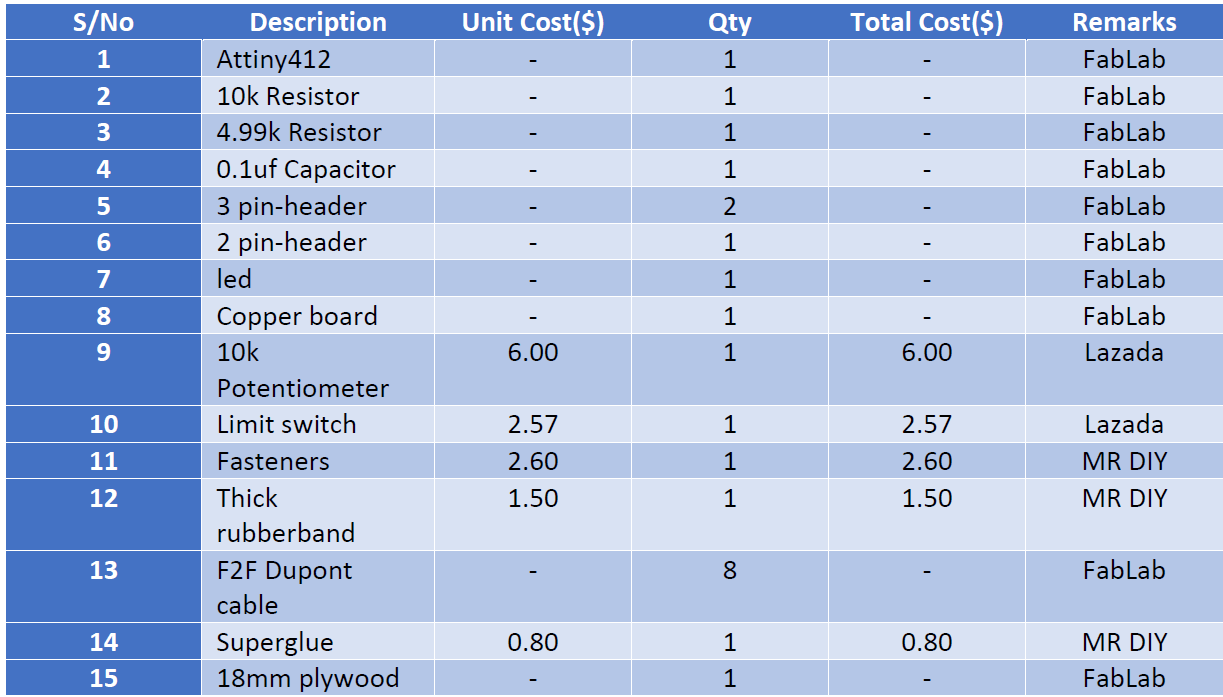 S/No Description Unit Cost($) Qty Total Cost($) Remarks
1 Attiny412 - 1 - FabLab
2 10k Resistor - 1 - FabLab
3 4.99k Resistor - 1 - FabLab
4 0.1uf Capacitor - 1 - FabLab
5 3 pin-header - 2 - FabLab
6 2 pin-header - 1 - FabLab
7 led - 1 - FabLab
8 Copper board - 1 - FabLab
9 10k 6.00 1 6.00 Lazada
Potentiometer
10 Limit switch 2.57 1 2.57 Lazada
11 Fasteners 2.60 1 2.60 MR DIY
12 Thick 1.50 1 1.50 MR DIY
rubberband
13 F2F Dupont - 8 - FabLab
cable
14 Superglue 0.80 1 0.80 MR DIY
15 18mm plywood - 1 - FabLab